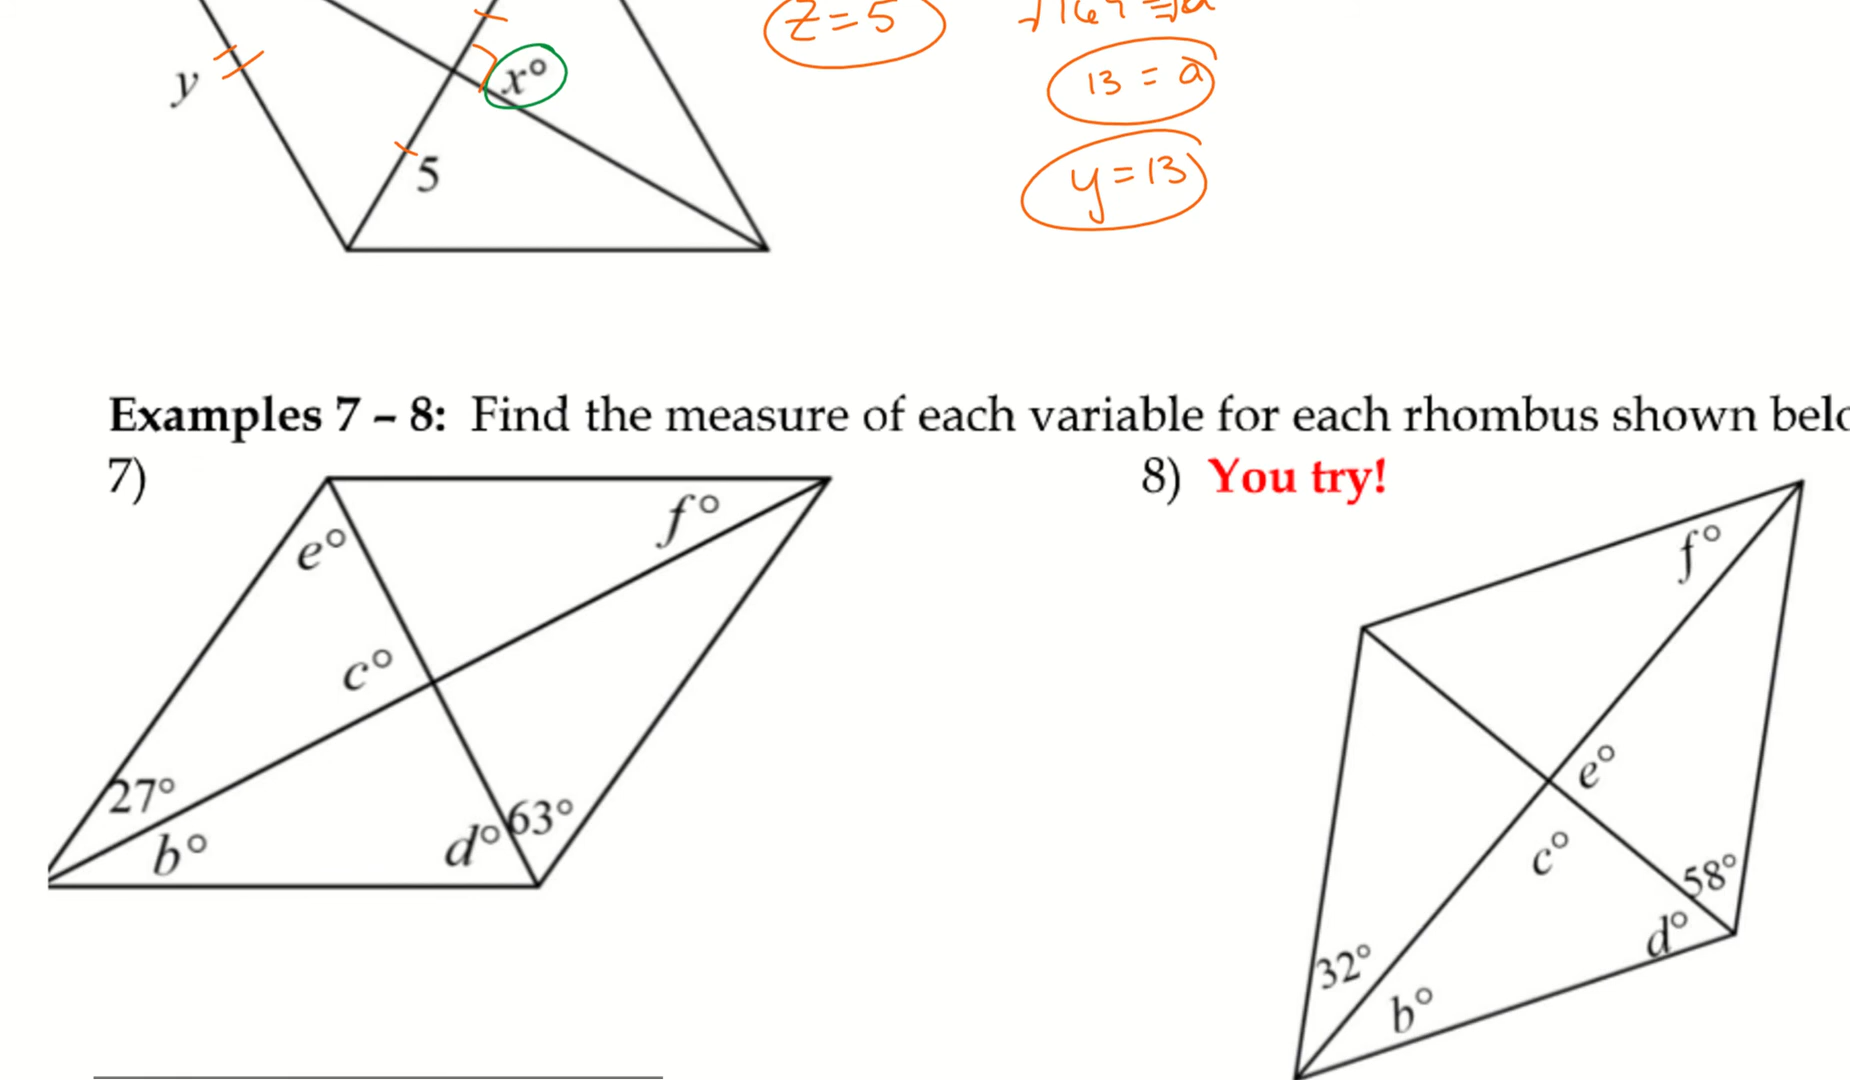 z = 5
13 = a
y
x°
y = 13
5
Examples 7 – 8: Find the measure of each variable for each rhombus shown
7)
8) You try!
f°
e°
f°
c°
e°
27°
63°
b°
d°
c°
58°
d°
32°
b°